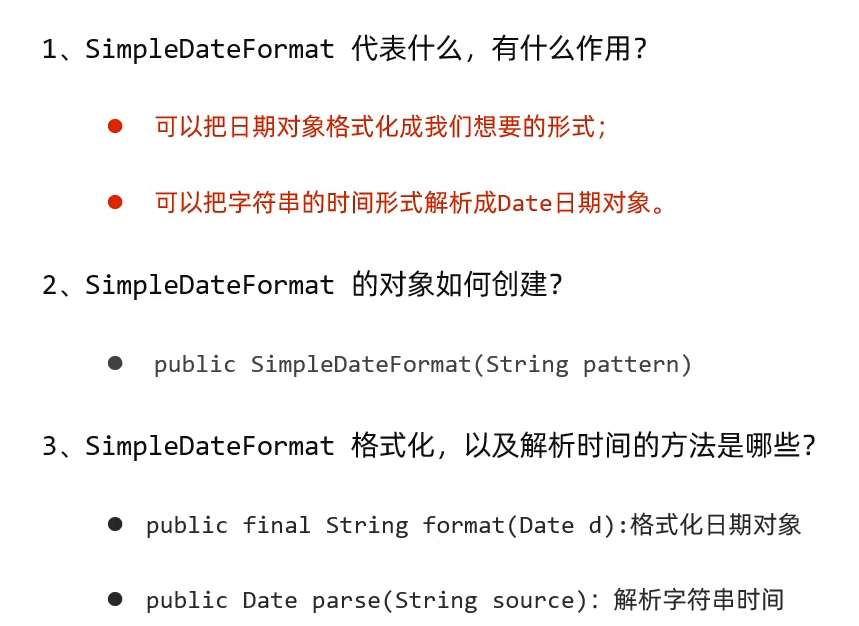 1、SimpleDateFormat 代表什么，有什么作用？
● 可以把日期对象格式化成我们想要的形式；
● 可以把字符串的时间形式解析成Date日期对象。
2、SimpleDateFormat 的对象如何创建？
● public SimpleDateFormat(String pattern)
3、SimpleDateFormat 格式化，以及解析时间的方法是哪些？
● public final String format(Date d):格式化日期对象
● public Date parse(String source)：解析字符串时间